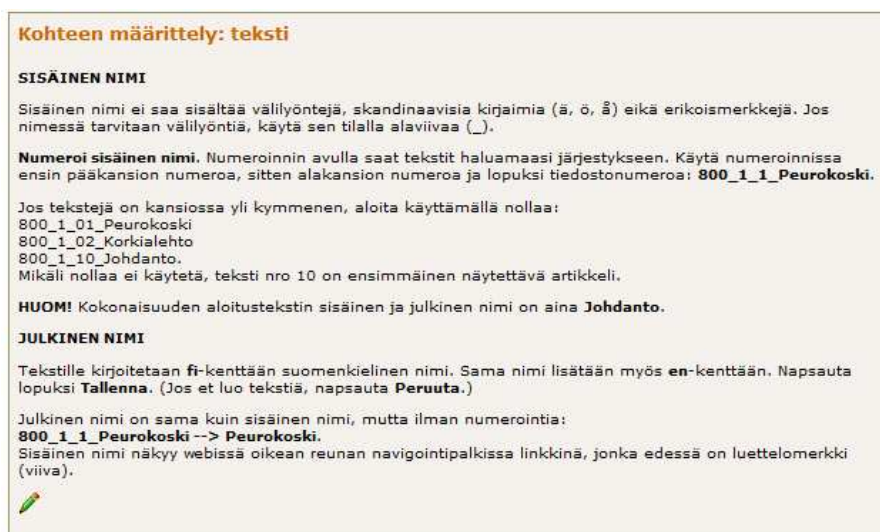 Kohteen määrittely: teksti
SISÄINEN NIMI
Sisäinen nimi ei saa sisältää välilyöntejä, skandinaavisia kirjaimia (ä, ö, å) eikä erikoismerkkejä. Jos
nimessä tarvitaan välilyöntiä, käytä sen tilalla alaviivaa (_).
Numeroi sisäinen nimi. Numeroinnin avulla saat tekstit haluamaasi järjestykseen. Käytä numeroinnissa
ensin pääkansion numeroa, sitten alakansion numeroa ja lopuksi tiedostonumeroa: 800_1_1_Peurokoski.
Jos tekstejä on kansiossa yli kymmenen, aloita käyttämällä nollaa:
800_1_01_Peurokoski
800_1_02_Korkialehto
800_1_10_Johdanto.
Mikäli nollaa ei käytetä, teksti nro 10 on ensimmäinen näytettävä artikkeli.
HUOM! Kokonaisuuden aloitustekstin sisäinen ja julkinen nimi on aina Johdanto.
JULKINEN NIMI
Tekstille kirjoitetaan fi-kenttään suomenkielinen nimi. Sama nimi lisätään myös en-kenttään. Napsauta
lopuksi Tallenna. (Jos et luo tekstiä, napsauta Peruuta.)
Julkinen nimi on sama kuin sisäinen nimi, mutta ilman numerointia:
800_1_1_Peurokoski --> Peurokoski.
Sisäinen nimi näkyy webissä oikean reunan navigointipalkissa linkkinä, jonka edessä on luettelomerkki
(viiva).